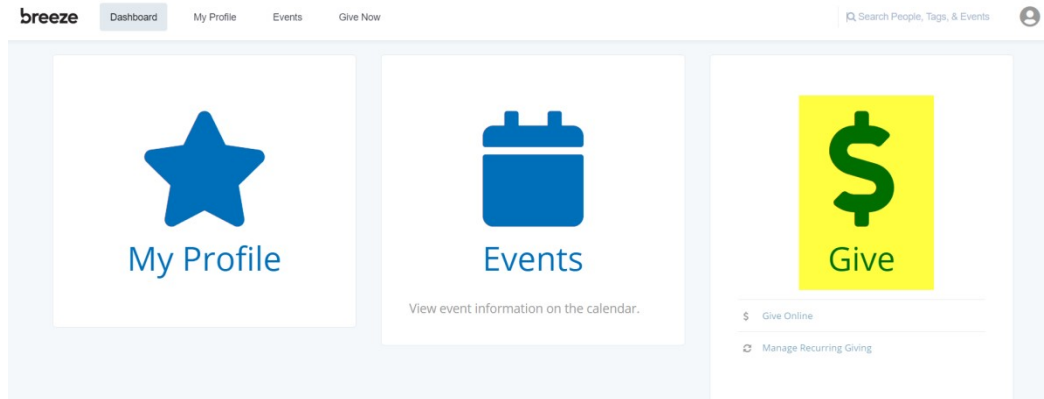 breeze Dashboard My Profile Events Give Now Search People, Tags, & Events
My Profile
Events
View event information on the calendar.
$
Give
$ Give Online
Manage Recurring Giving